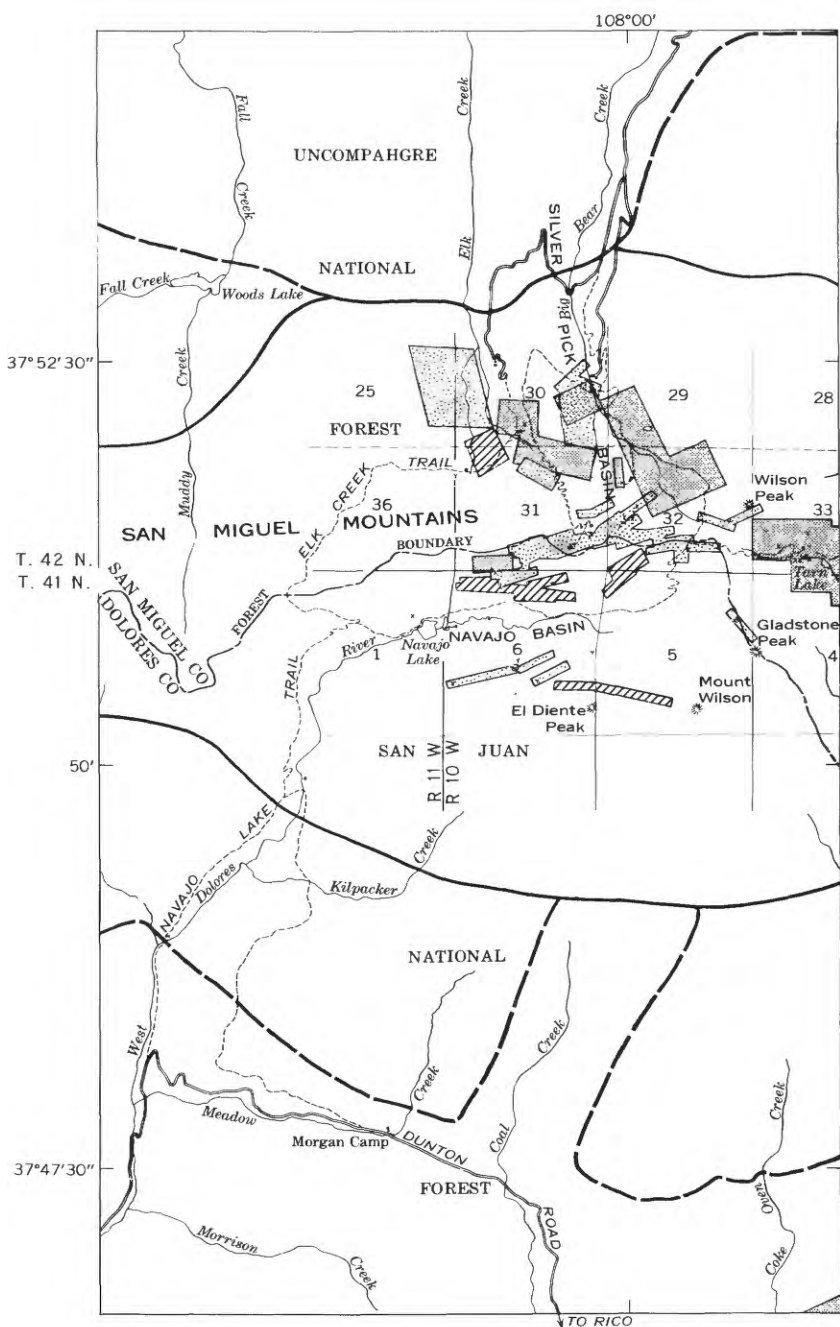 108°00'
Fall
Creek
Creek
Creek
UNCOMPAHGRE
Creek
SILVER
Bear
Elk
NATIONAL
Fall Creek
Woods Lake
Big
PICK
37°52'30"
Creek
25
30
29
28
FOREST
BASIN
TRAIL
Wilson
Peak
ELK CREEK
36
31
32
33
Muddy
SAN MIGUEL MOUNTAINS
BOUNDARY
T. 42 N.
T. 41 N.
Tarn
Lake
SAN MIGUEL CO
DOLORES CO
FOREST
Gladstone
Peak
NAVAJO BASIN
River
Navajo
Lake
1
6
5
4
TRAIL
Mount
Wilson
El Diente
Peak
SAN JUAN
R 11 W
R 10 W
50'
LAKE
Creek
NAVAJO
Dolores
Kilpacker
NATIONAL
West
Creek
Creek
Creek
Meadow
Morgan Camp
DUNTON
Coal
37°47'30"
FOREST
Oven
ROAD
Morrison
Creek
Coke
TO RICO